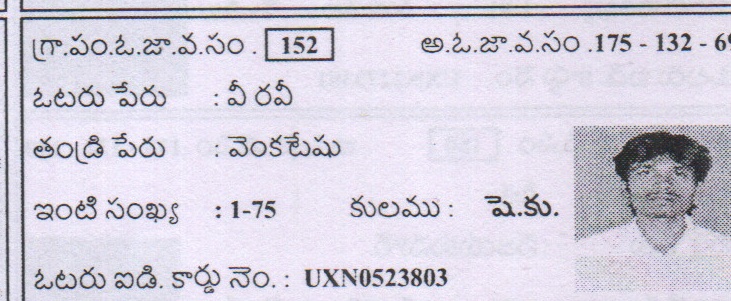 గ్రా.పం.ఓ.జా.వ.సం . 152 అ.ఓ.జా.వ.సం .175 - 132 - 69
ఓటరు పేరు : వీ రవీ
తండ్రి పేరు : వెంకటేషు
ఇంటి సంఖ్య : 1-75 కులము : షె.కు.
ఓటరు ఐడి. కార్డు నెం. : UXN0523803